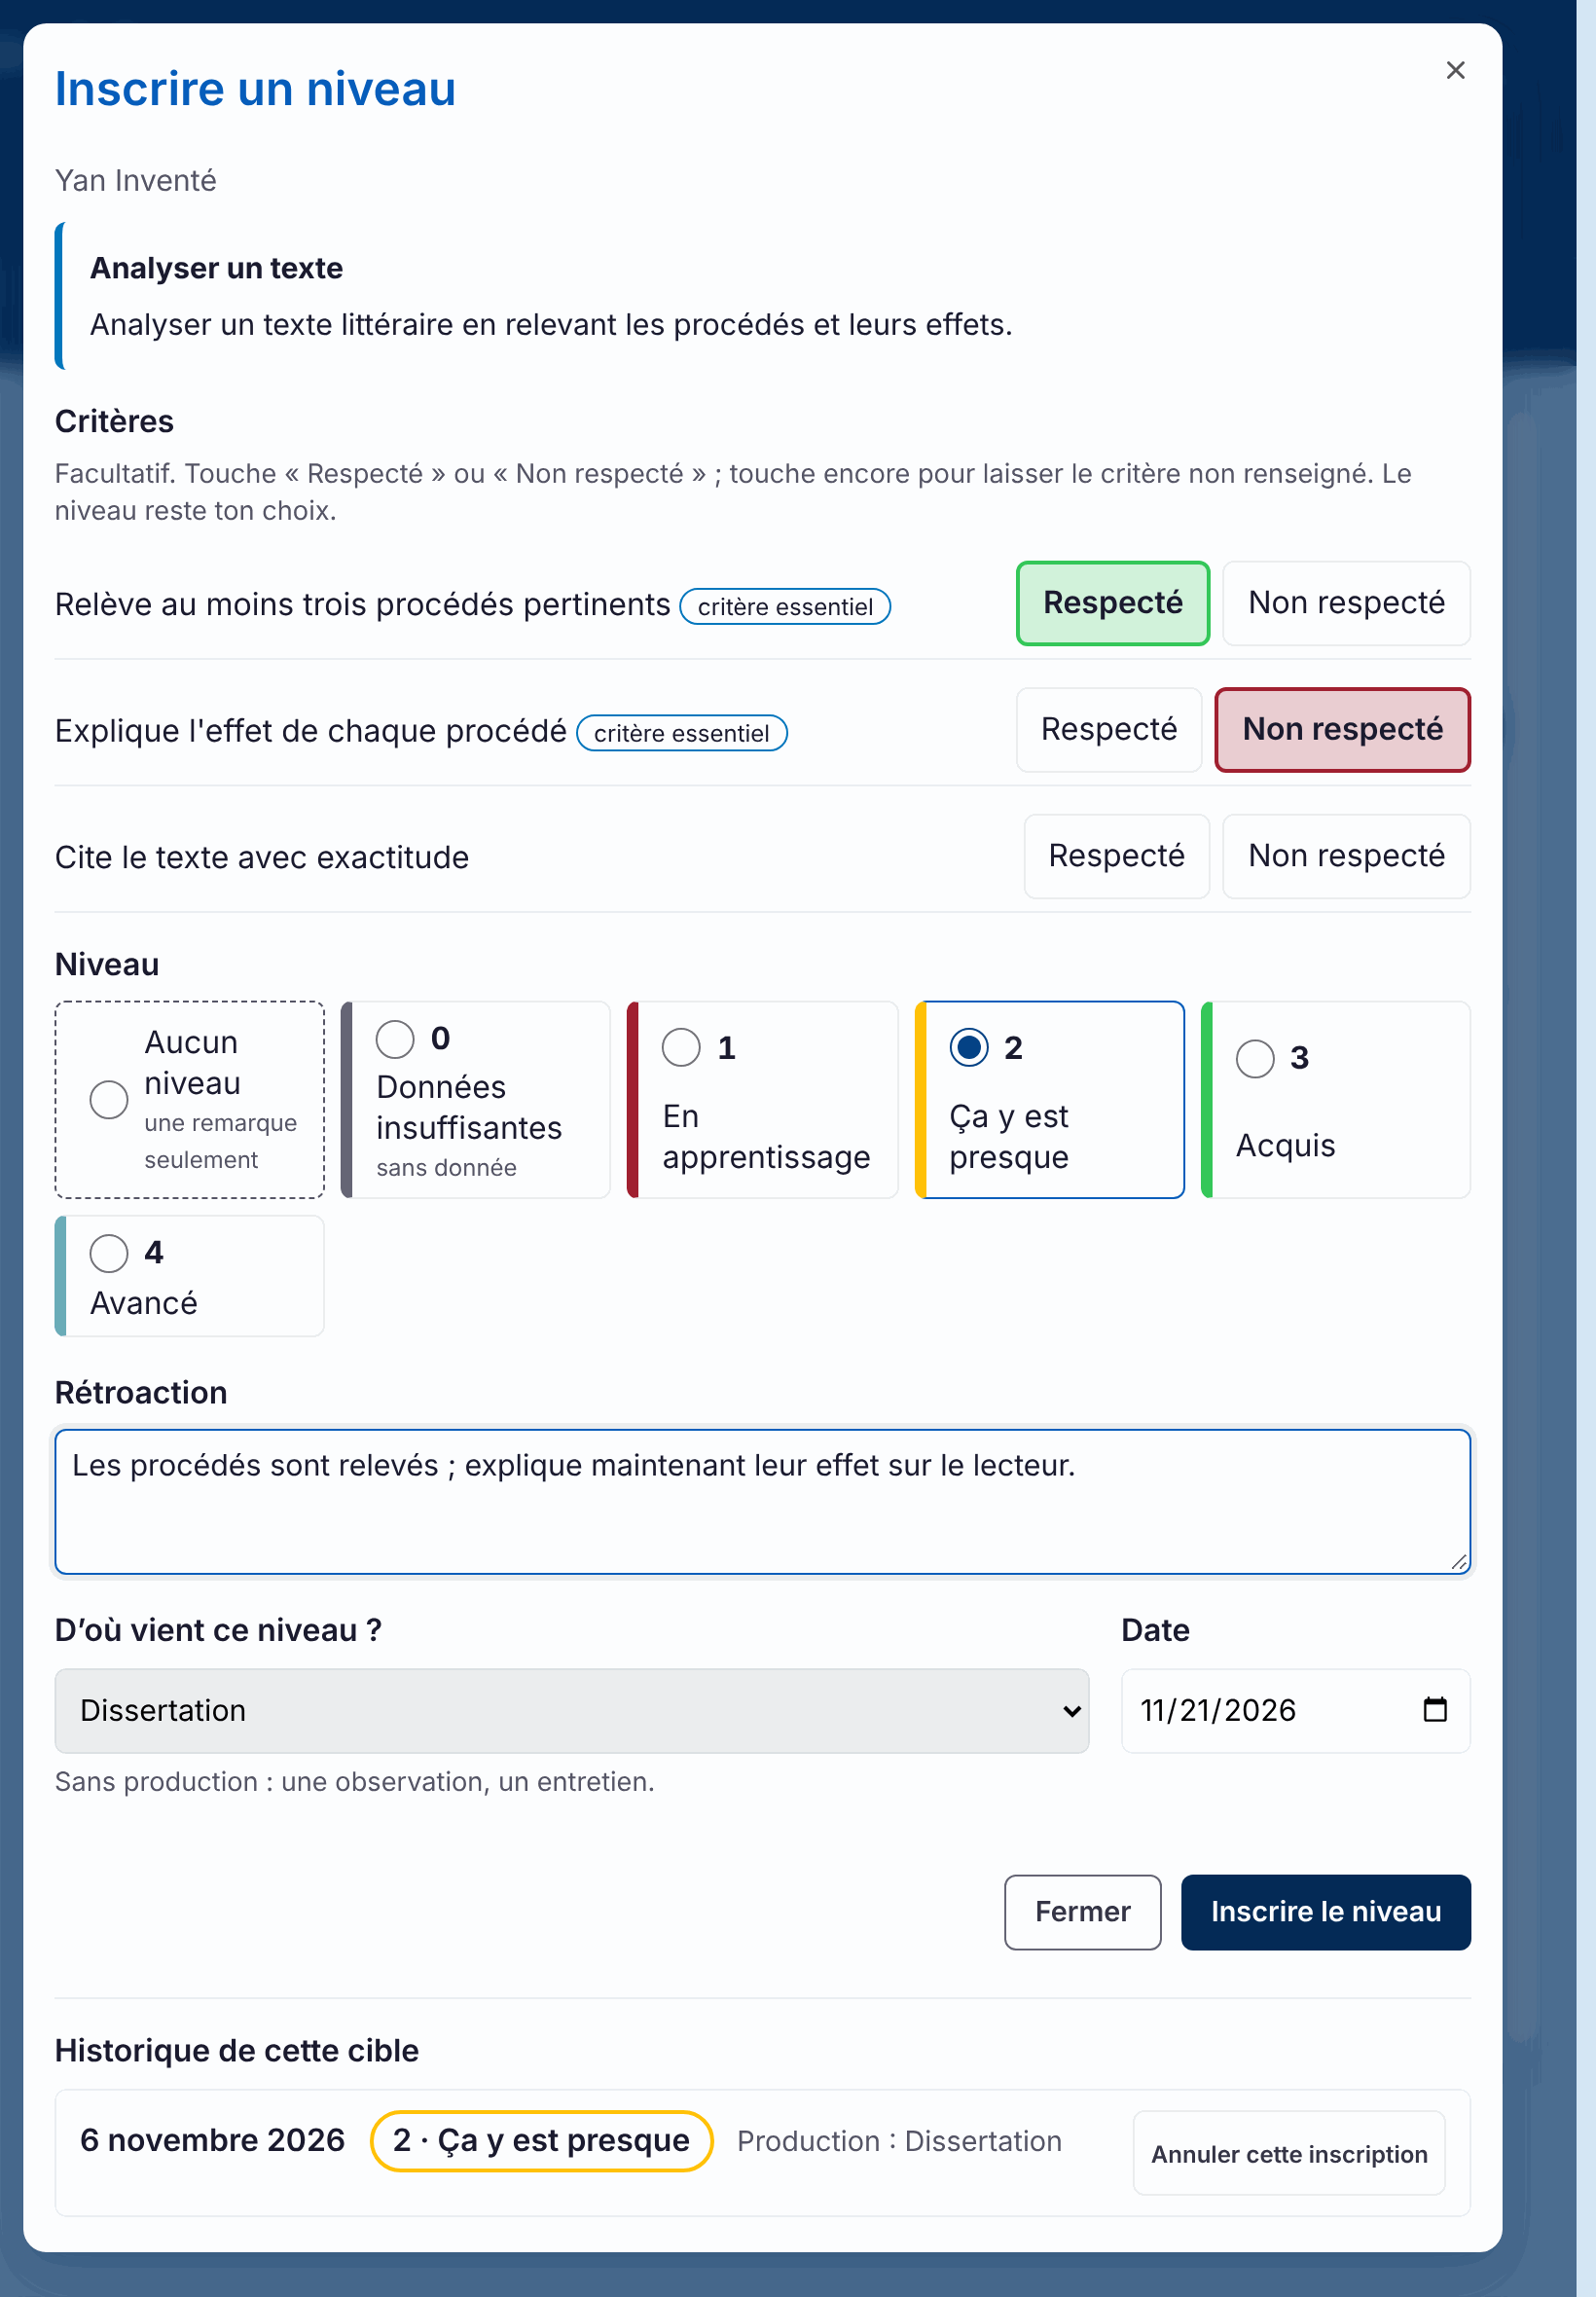 Inscrire un niveau
×
Yan Inventé
Analyser un texte
Analyser un texte littéraire en relevant les procédés et leurs effets.
Critères
Facultatif. Touche « Respecté » ou « Non respecté » ; touche encore pour laisser le critère non renseigné. Le
niveau reste ton choix.
Relève au moins trois procédés pertinents critère essentiel Respecté Non respecté
Explique l'effet de chaque procédé critère essentiel Respecté Non respecté
Cite le texte avec exactitude Respecté Non respecté
Niveau
Aucun
niveau
une remarque
seulement
0
Données
insuffisantes
sans donnée
1
En
apprentissage
2
Ça y est
presque
3
Acquis
4
Avancé
Rétroaction
Les procédés sont relevés ; explique maintenant leur effet sur le lecteur.
D’où vient ce niveau ?
Dissertation
Sans production : une observation, un entretien.
Date
11/21/2026
Fermer Inscrire le niveau
Historique de cette cible
6 novembre 2026 2 · Ça y est presque Production : Dissertation Annuler cette inscription